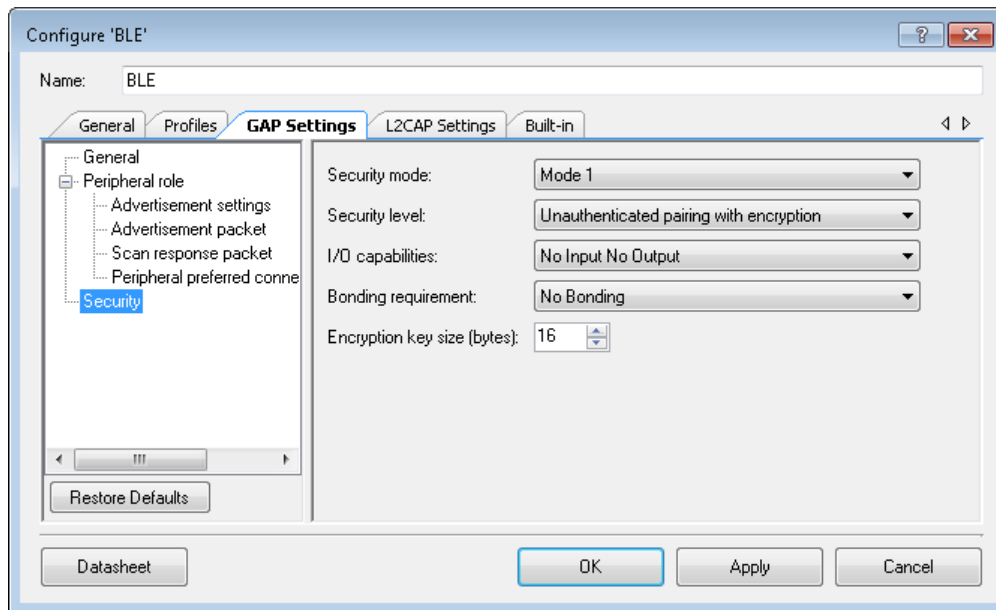 Configure 'BLE'
Name: BLE
General Profiles GAP Settings L2CAP Settings Built-in
General
Peripheral role
Advertisement settings
Advertisement packet
Scan response packet
Peripheral preferred conne
Security
Security mode: Mode 1
Security level: Unauthenticated pairing with encryption
I/O capabilities: No Input No Output
Bonding requirement: No Bonding
Encryption key size (bytes): 16
Restore Defaults
Datasheet OK Apply Cancel